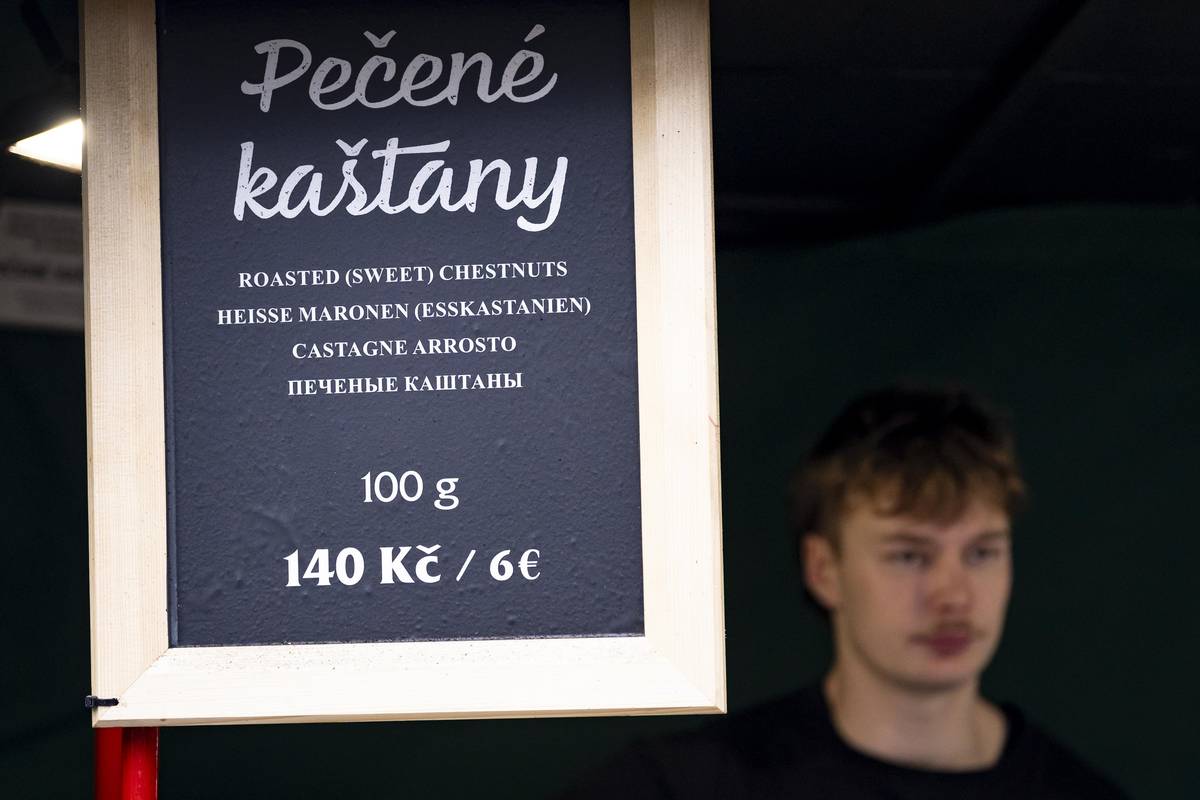 Pečené
kaštany
ROASTED (SWEET) CHESTNUTS
HEISSE MARONEN (ESSKASTANIEN)
CASTAGNE ARROSTO
ПЕЧЕНЫЕ КАШТАНЫ
100 g
140 Kč / 6€